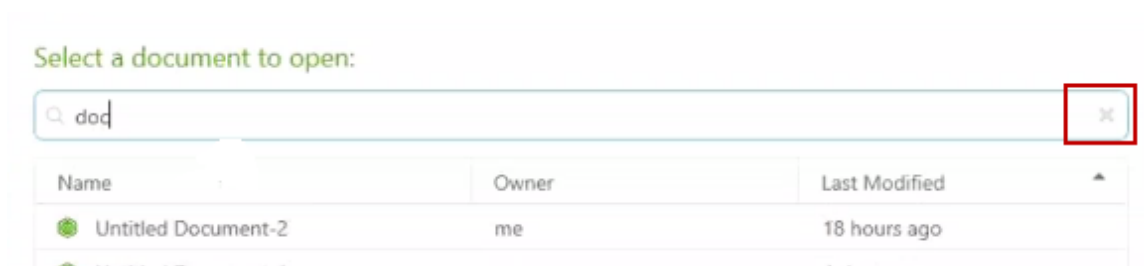 Select a document to open:
doc
Name Owner Last Modified
Untitled Document-2 me 18 hours ago